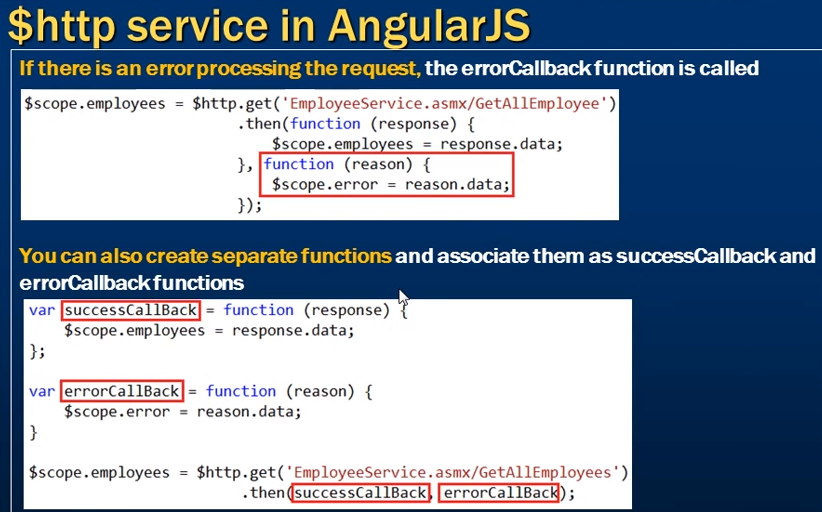 $http service in AngularJS
If there is an error processing the request, the errorCallback function is called
$scope.employees = $http.get('EmployeeService.asmx/GetAllEmployee')
.then(function (response) {
$scope.employees = response.data;
}, function (reason) {
$scope.error = reason.data;
});
You can also create separate functions and associate them as successCallback and
errorCallback functions
var successCallBack = function (response) {
$scope.employees = response.data;
};
var errorCallBack = function (reason) {
$scope.error = reason.data;
}
$scope.employees = $http.get('EmployeeService.asmx/GetAllEmployees')
.then(successCallBack, errorCallBack);